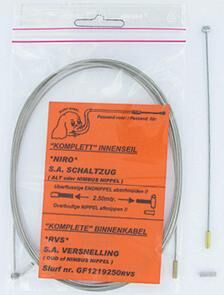 Passend voor: / Passend für:
"KOMPLETT" INNENSEIL
"NIRO"
S.A. SCHALTZUG
( ALT oder NIMBUS NIPPEL )
Überflüssige ENDNIPPEL abschneiden !!
2.50mtr.
Overbodige NIPPEL afknippen !!
"KOMPLETE" BINNENKABEL
"RVS"
S.A. VERSNELLING
( OUD of NIMBUS NIPPEL )
Slurf nr. GF1219250RVS